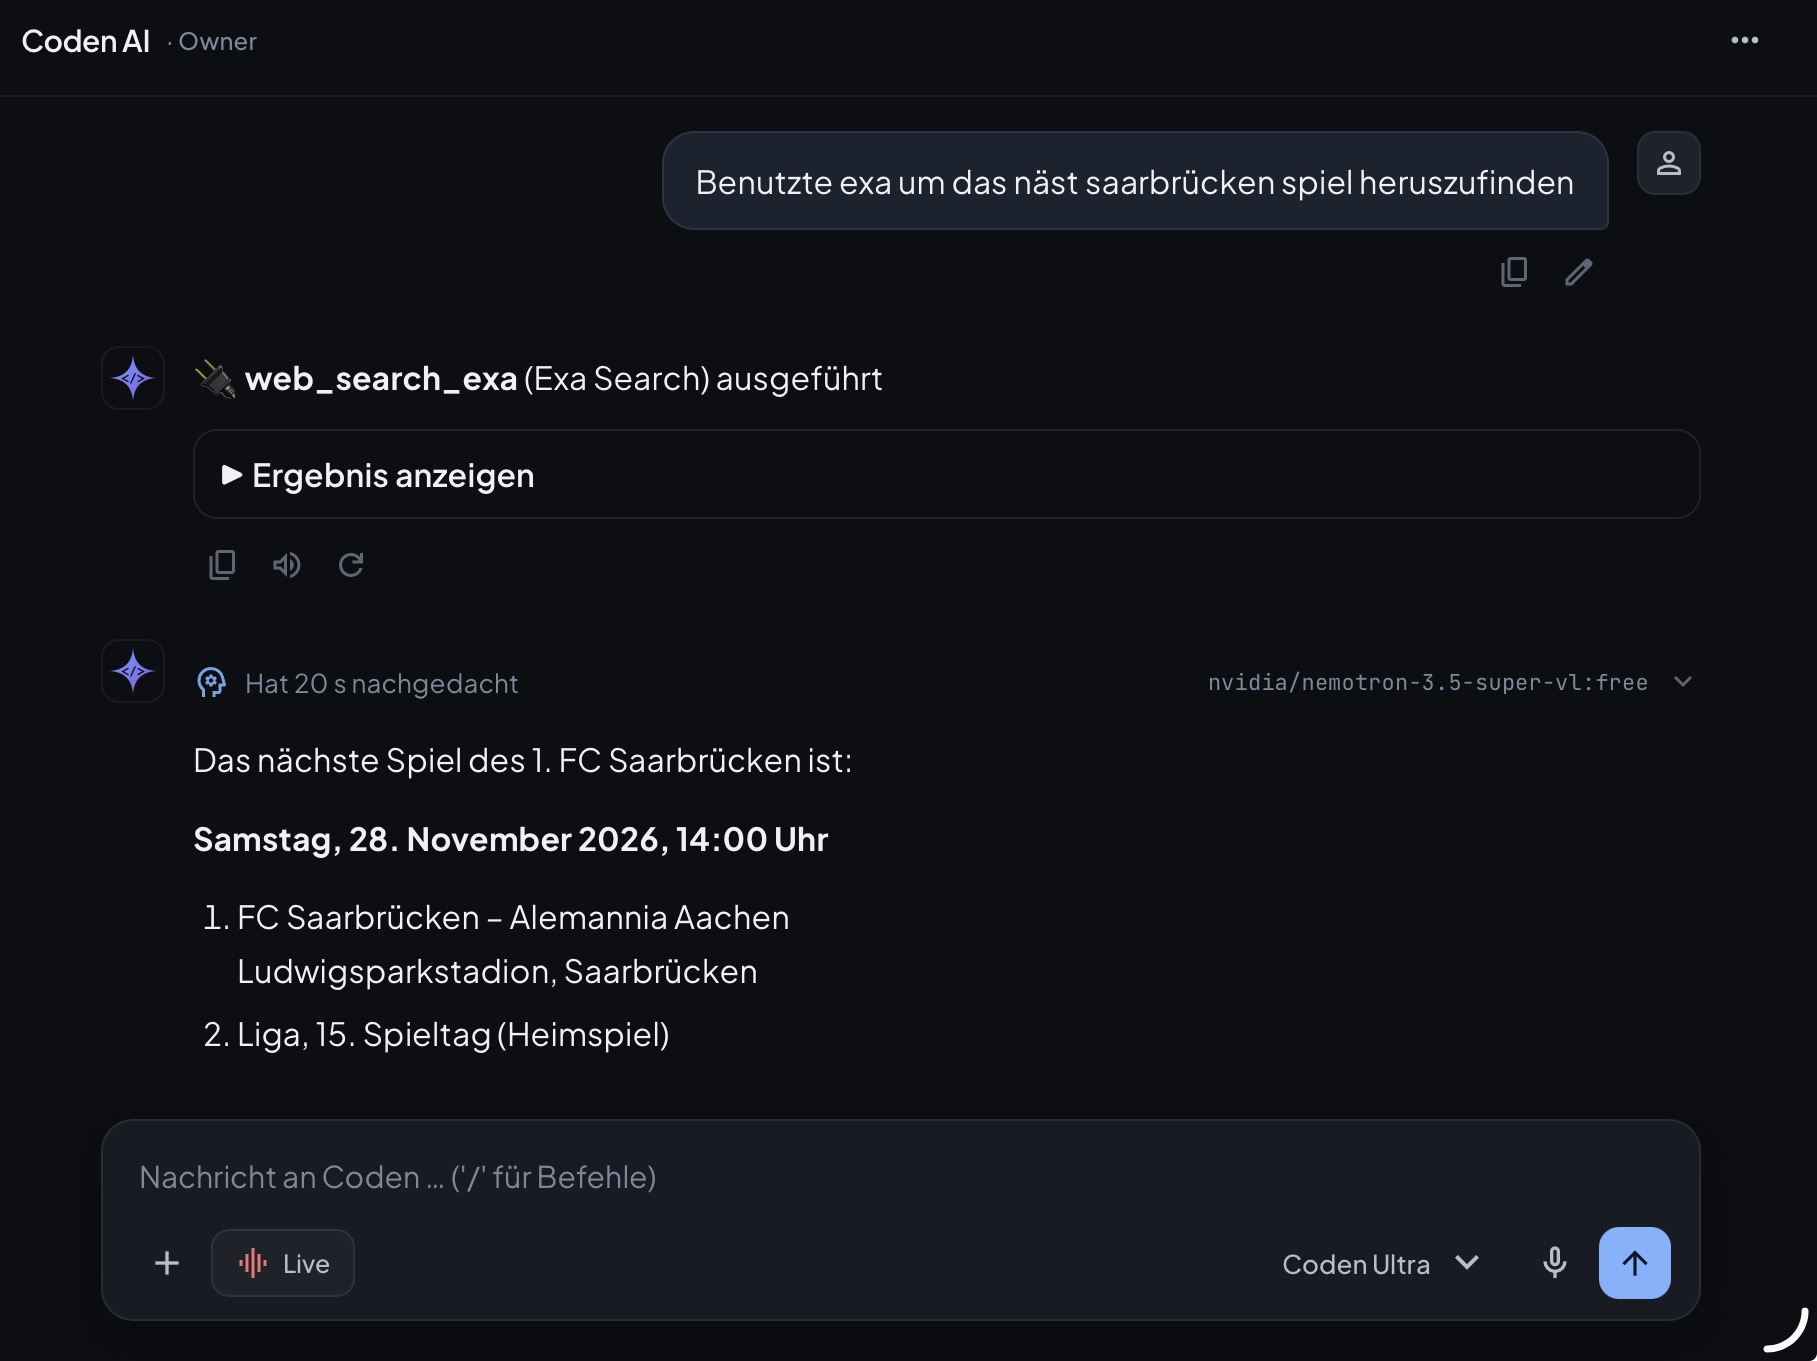 Coden AI · Owner
Benutzte exa um das näst saarbrücken spiel heruszufinden
web_search_exa (Exa Search) ausgeführt
▶ Ergebnis anzeigen
Hat 20 s nachgedacht
nvidia/nemotron-3.5-super-vl:free
Das nächste Spiel des 1. FC Saarbrücken ist:
Samstag, 28. November 2026, 14:00 Uhr
1. FC Saarbrücken – Alemannia Aachen
Ludwigsparkstadion, Saarbrücken
2. Liga, 15. Spieltag (Heimspiel)
Nachricht an Coden ... ('/' für Befehle)
Live
Coden Ultra